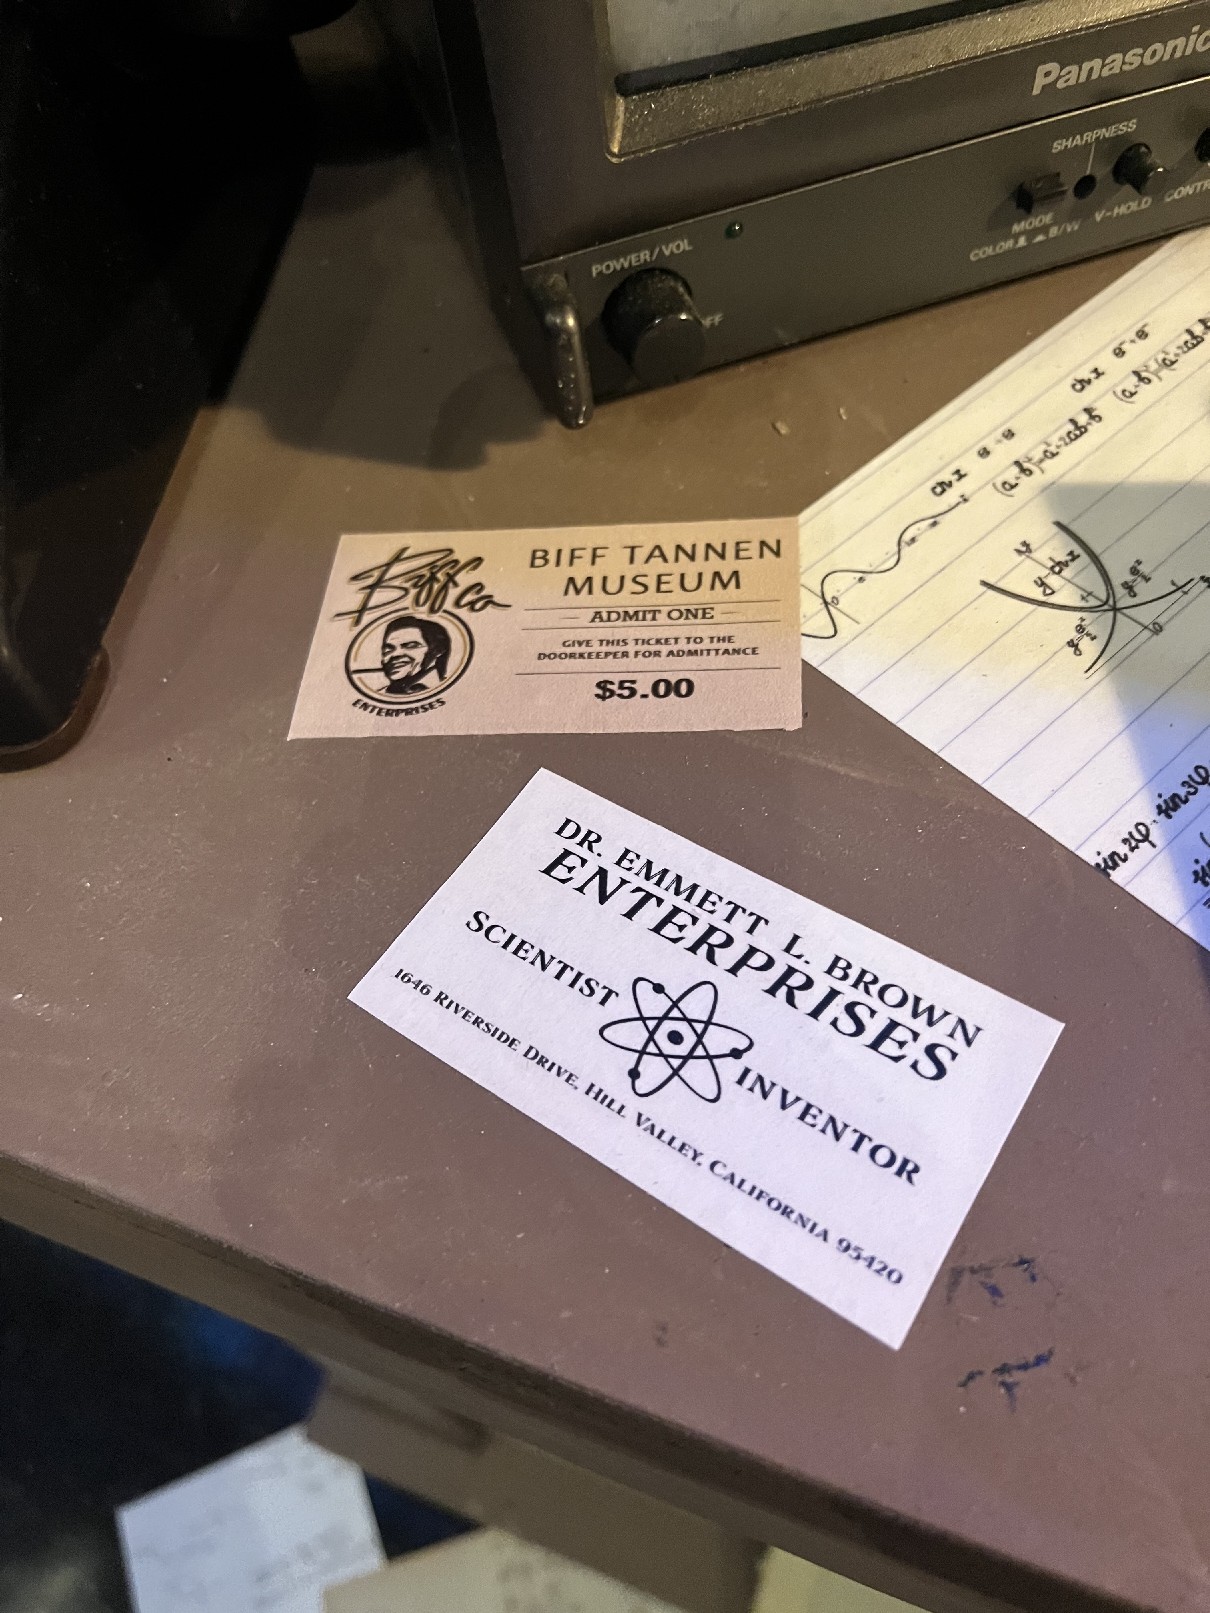 Panasonic
SHARPNESS
MODE
V-HOLD
COLOR B/W
POWER/VOL
Biff Co
ENTERPRISES
BIFF TANNEN
MUSEUM
ADMIT ONE
GIVE THIS TICKET TO THE
DOORKEEPER FOR ADMITTANCE
$5.00
DR. EMMETT L. BROWN
ENTERPRISES
SCIENTIST
INVENTOR
1646 RIVERSIDE DRIVE, HILL VALLEY, CALIFORNIA 95420